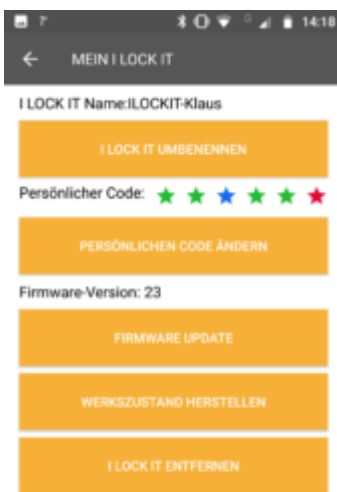 14:18
MEIN I LOCK IT
I LOCK IT Name:ILOCKIT-Klaus
I LOCK IT UMBENENNEN
Persönlicher Code:
PERSÖNLICHEN CODE ÄNDERN
Firmware-Version: 23
FIRMWARE UPDATE
WERKSZUSTAND HERSTELLEN
I LOCK IT ENTFERNEN